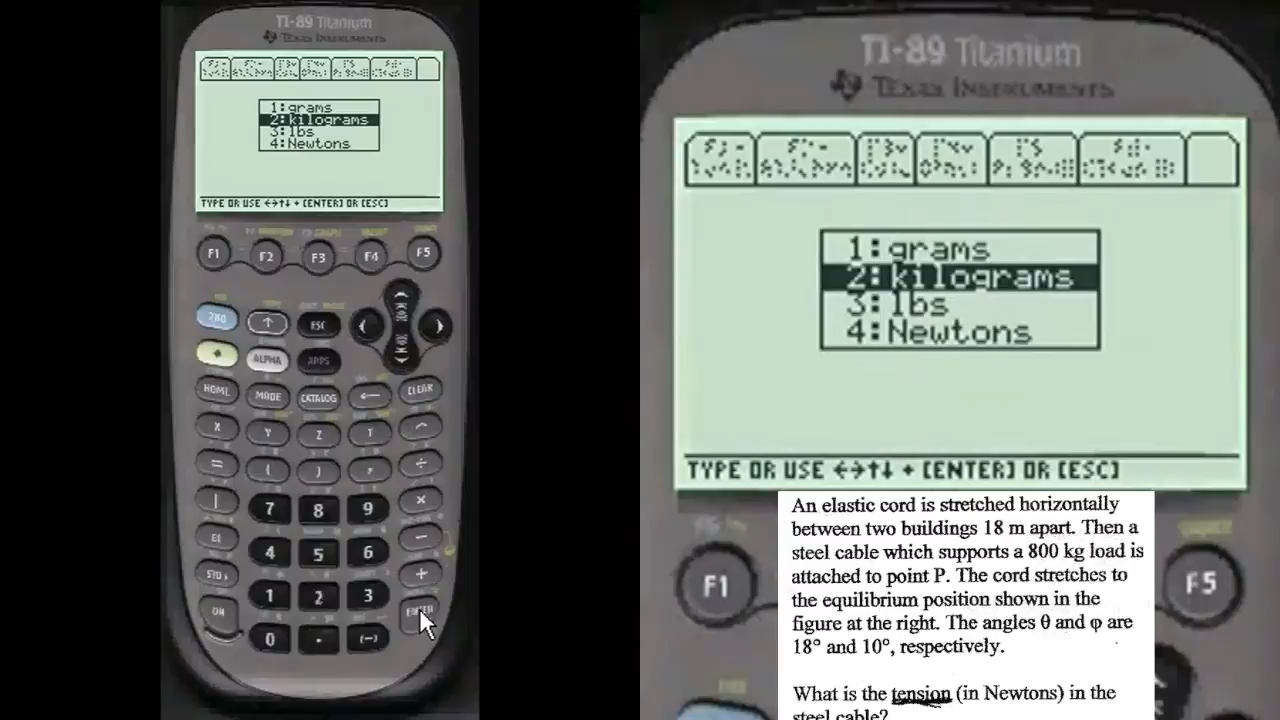 TI-89 Titanium
TEXAS INSTRUMENTS
1:grams
2:kilograms
3:lbs
4:Newtons
TYPE OR USE ←→↑↓ + [ENTER] OR [ESC]
F1
F2
F3
F4
F5
2ND
↑
ESC
ALPHA
APPS
HOME
MODE
CATALOG
←
CLEAR
X
Y
Z
T
^
=
(
)
,
÷
|
7
8
9
×
EE
4
5
6
−
STO▸
1
2
3
+
ON
0
.
(−)
ENTER
TI-89 Titanium
TEXAS INSTRUMENTS
1:grams
2:kilograms
3:lbs
4:Newtons
TYPE OR USE ←→↑↓ + [ENTER] OR [ESC]
F1
F5
An elastic cord is stretched horizontally
between two buildings 18 m apart. Then a
steel cable which supports a 800 kg load is
attached to point P. The cord stretches to
the equilibrium position shown in the
figure at the right. The angles θ and φ are
18° and 10°, respectively.
What is the tension (in Newtons) in the
steel cable?